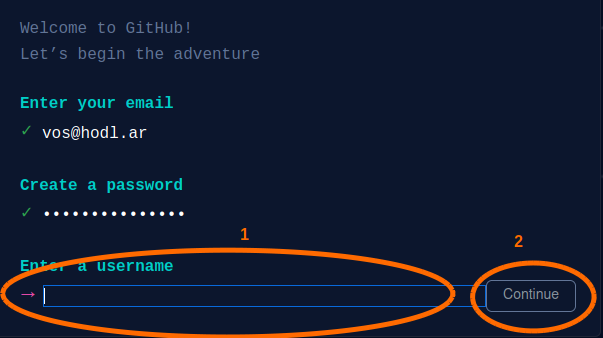 Welcome to GitHub!
Let’s begin the adventure
Enter your email
✓ vos@hodl.ar
Create a password
✓ •••••••••••••••
1
2
Enter a username
→
Continue